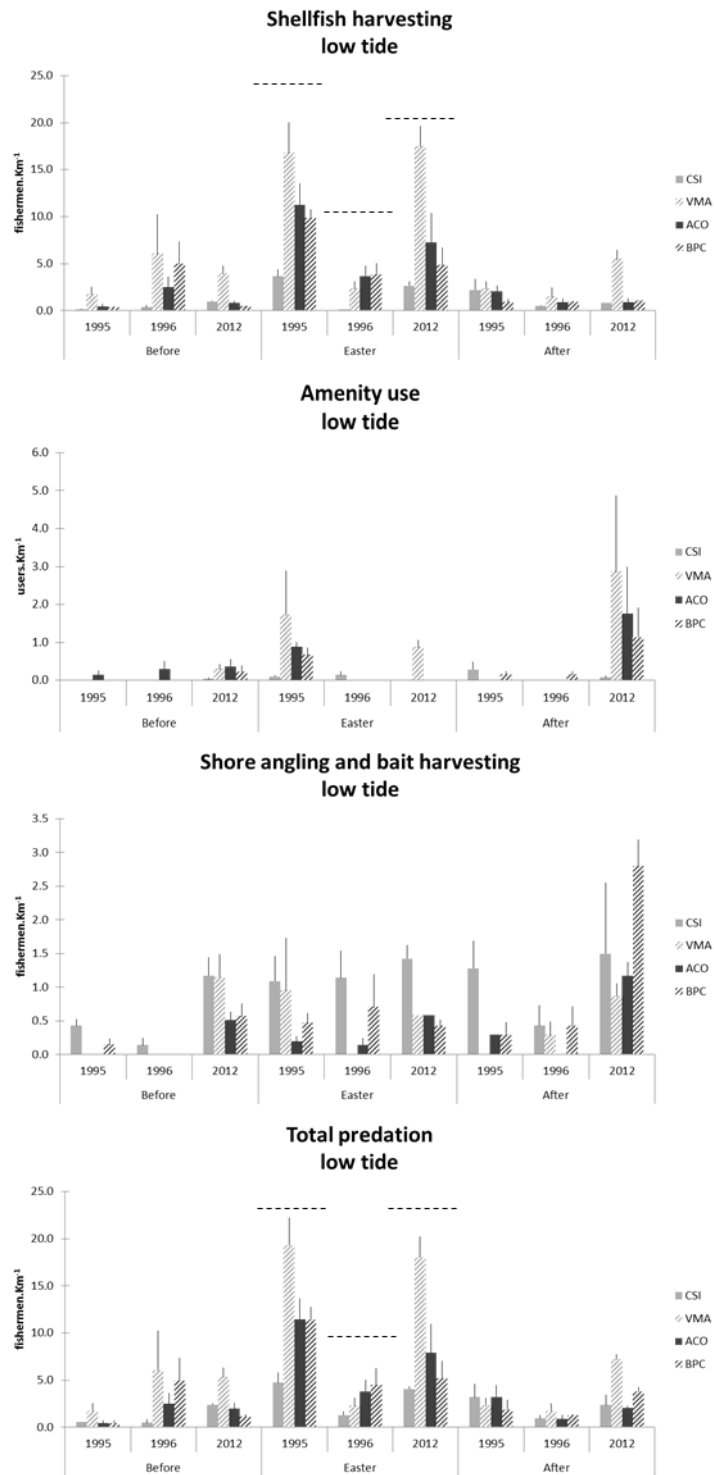 Shellfish harvesting
low tide
25.0
20.0
15.0
10.0
5.0
0.0
fishermen.Km⁻¹
1995 1996 2012 1995 1996 2012 1995 1996 2012
Before Easter After
CSI
VMA
ACO
BPC
Amenity use
low tide
6.0
5.0
4.0
3.0
2.0
1.0
0.0
users.Km⁻¹
1995 1996 2012 1995 1996 2012 1995 1996 2012
Before Easter After
CSI
VMA
ACO
BPC
Shore angling and bait harvesting
low tide
3.5
3.0
2.5
2.0
1.5
1.0
0.5
0.0
fishermen.Km⁻¹
1995 1996 2012 1995 1996 2012 1995 1996 2012
Before Easter After
CSI
VMA
ACO
BPC
Total predation
low tide
25.0
20.0
15.0
10.0
5.0
0.0
fishermen.Km⁻¹
1995 1996 2012 1995 1996 2012 1995 1996 2012
Before Easter After
CSI
VMA
ACO
BPC